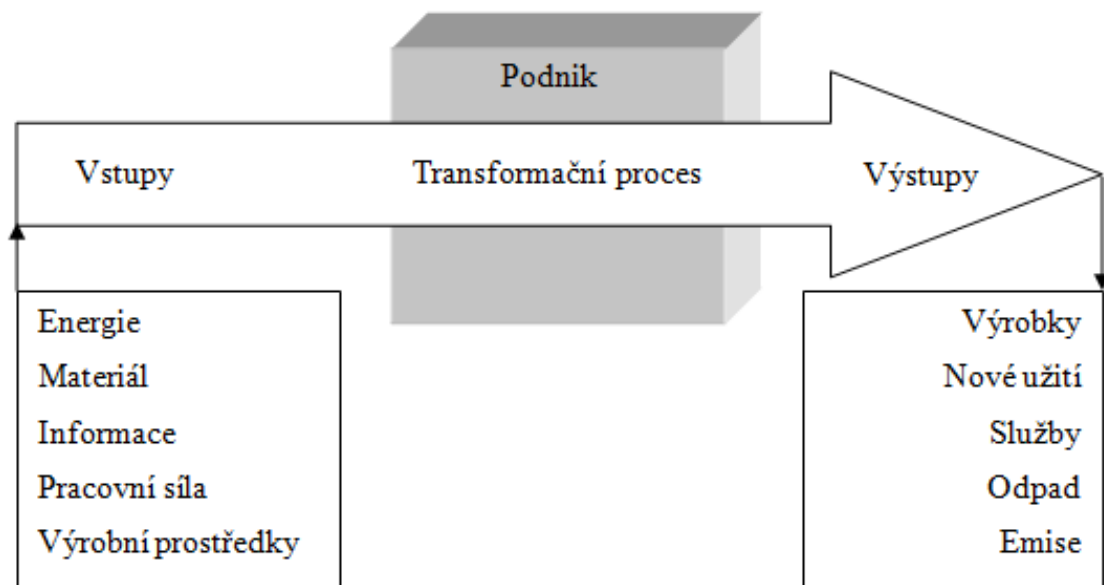 Podnik
Vstupy
Transformační proces
Výstupy
Energie
Materiál
Informace
Pracovní síla
Výrobní prostředky
Výrobky
Nové užití
Služby
Odpad
Emise